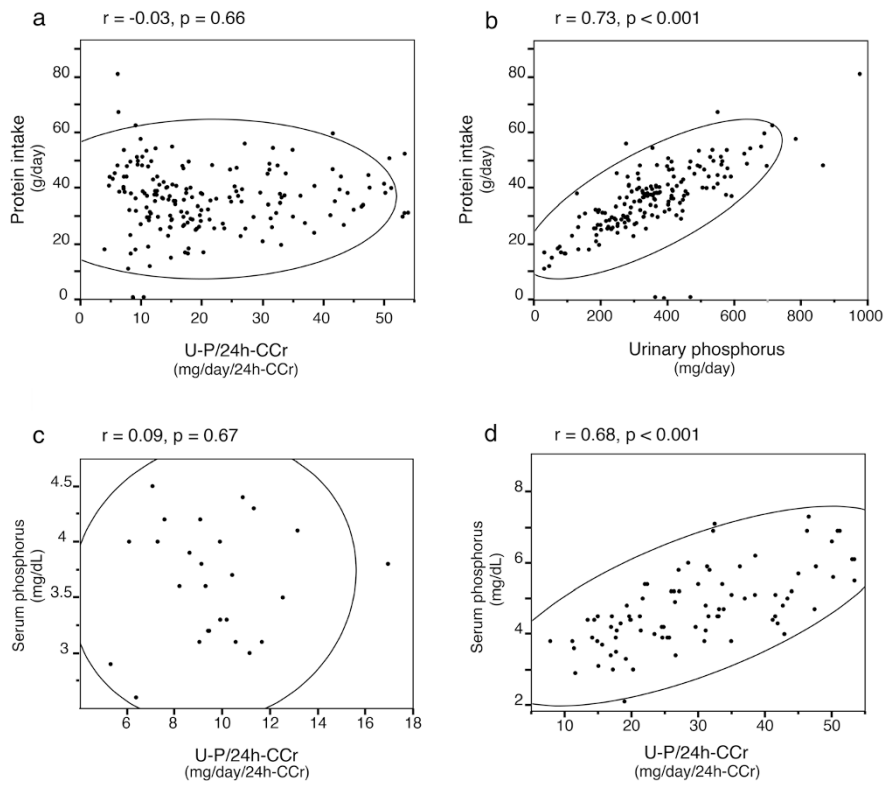 a
r = -0.03, p = 0.66
80
60
40
20
0
Protein intake
(g/day)
0 10 20 30 40 50
U-P/24h-CCr
(mg/day/24h-CCr)
b
r = 0.73, p < 0.001
80
60
40
20
0
Protein intake
(g/day)
0 200 400 600 800 1000
Urinary phosphorus
(mg/day)
c
r = 0.09, p = 0.67
4.5
4
3.5
3
Serum phosphorus
(mg/dL)
6 8 10 12 14 16 18
U-P/24h-CCr
(mg/day/24h-CCr)
d
r = 0.68, p < 0.001
8
6
4
2
Serum phosphorus
(mg/dL)
10 20 30 40 50
U-P/24h-CCr
(mg/day/24h-CCr)